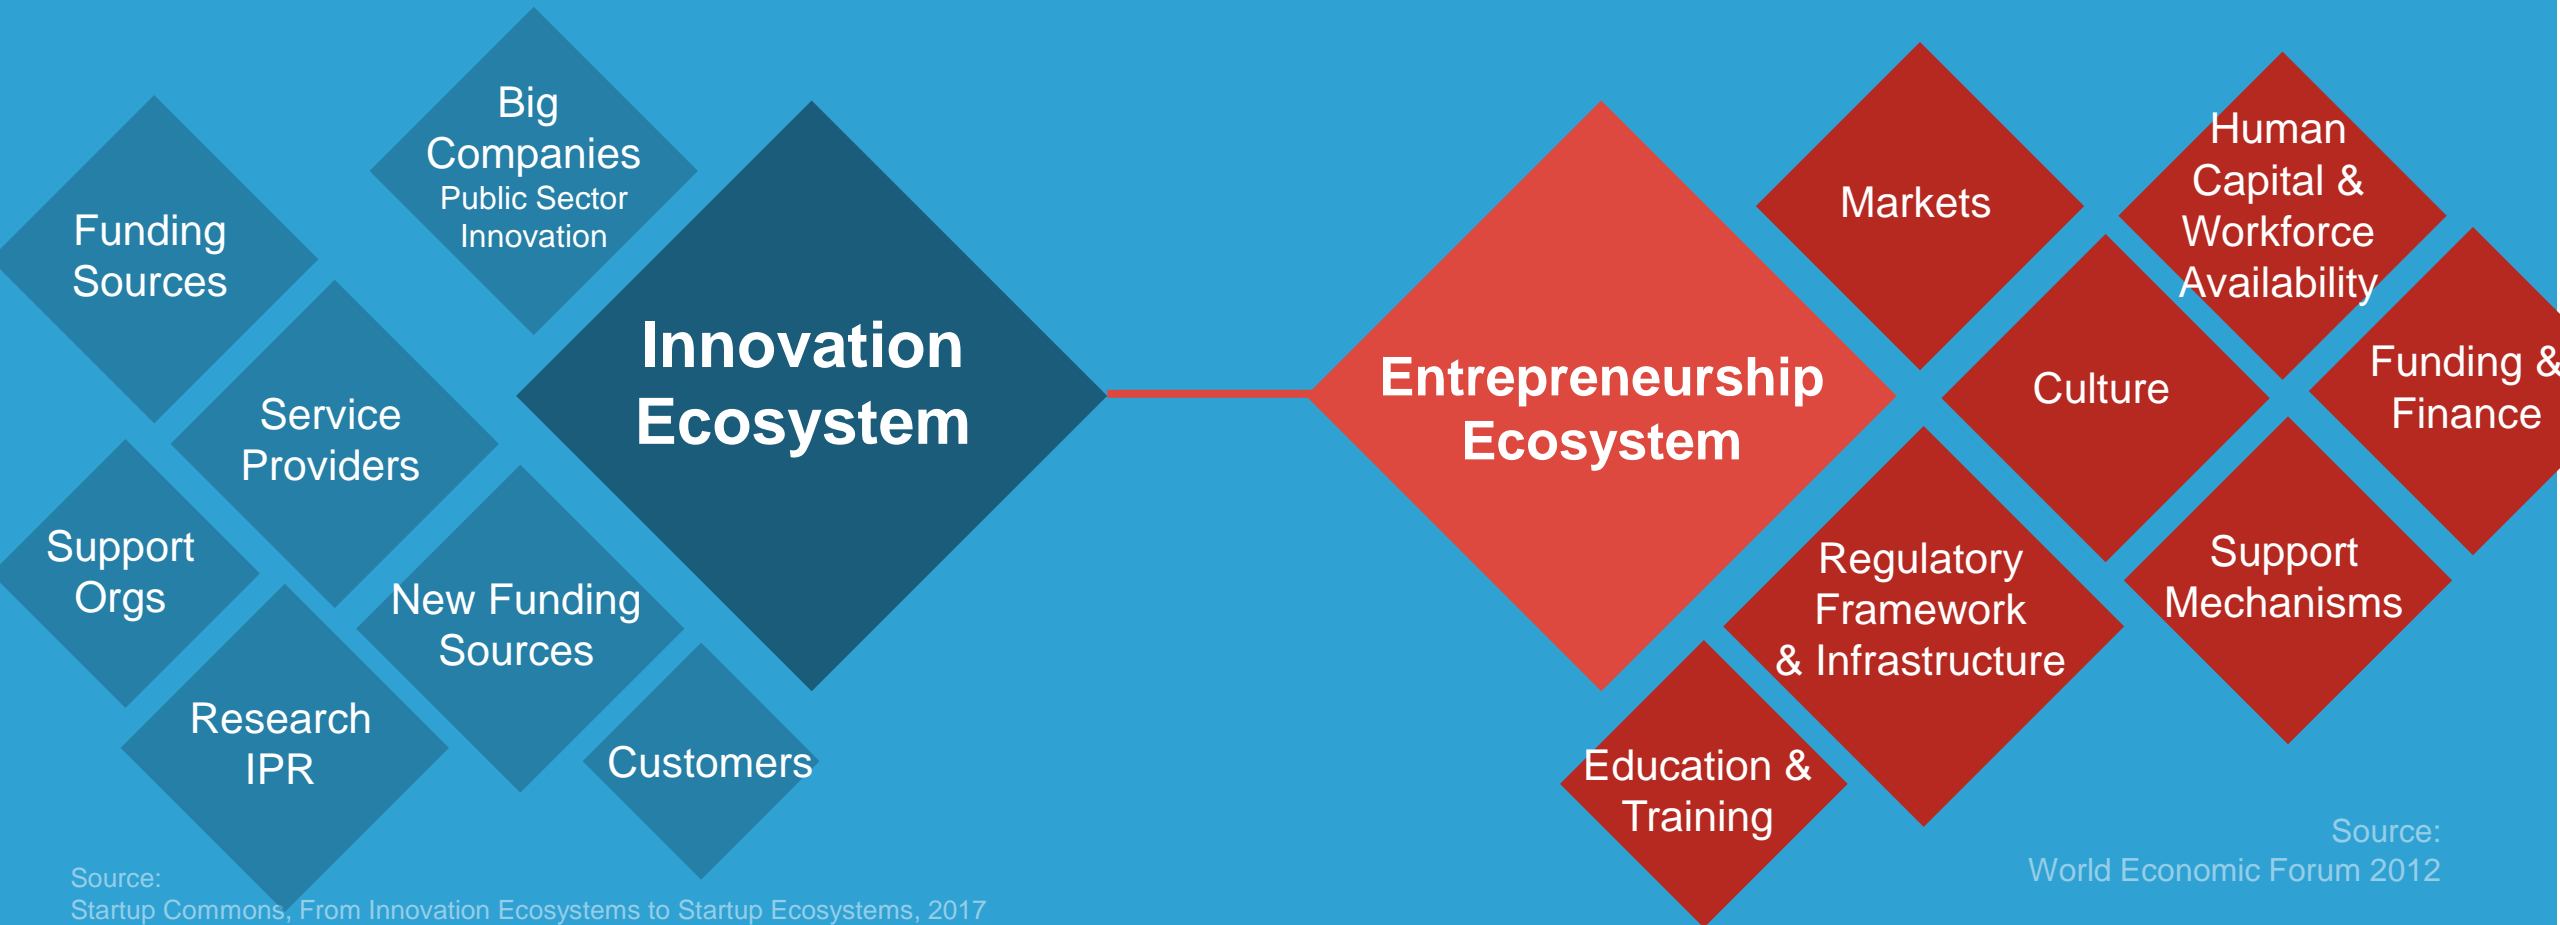 Big
Companies
Public Sector
Innovation
Funding
Sources
Service
Providers
Support
Orgs
New Funding
Sources
Research
IPR
Customers
Innovation
Ecosystem
Entrepreneurship
Ecosystem
Markets
Human
Capital &
Workforce
Availability
Culture
Funding &
Finance
Regulatory
Framework
& Infrastructure
Support
Mechanisms
Education &
Training
Source:
Startup Commons, From Innovation Ecosystems to Startup Ecosystems, 2017
Source:
World Economic Forum 2012